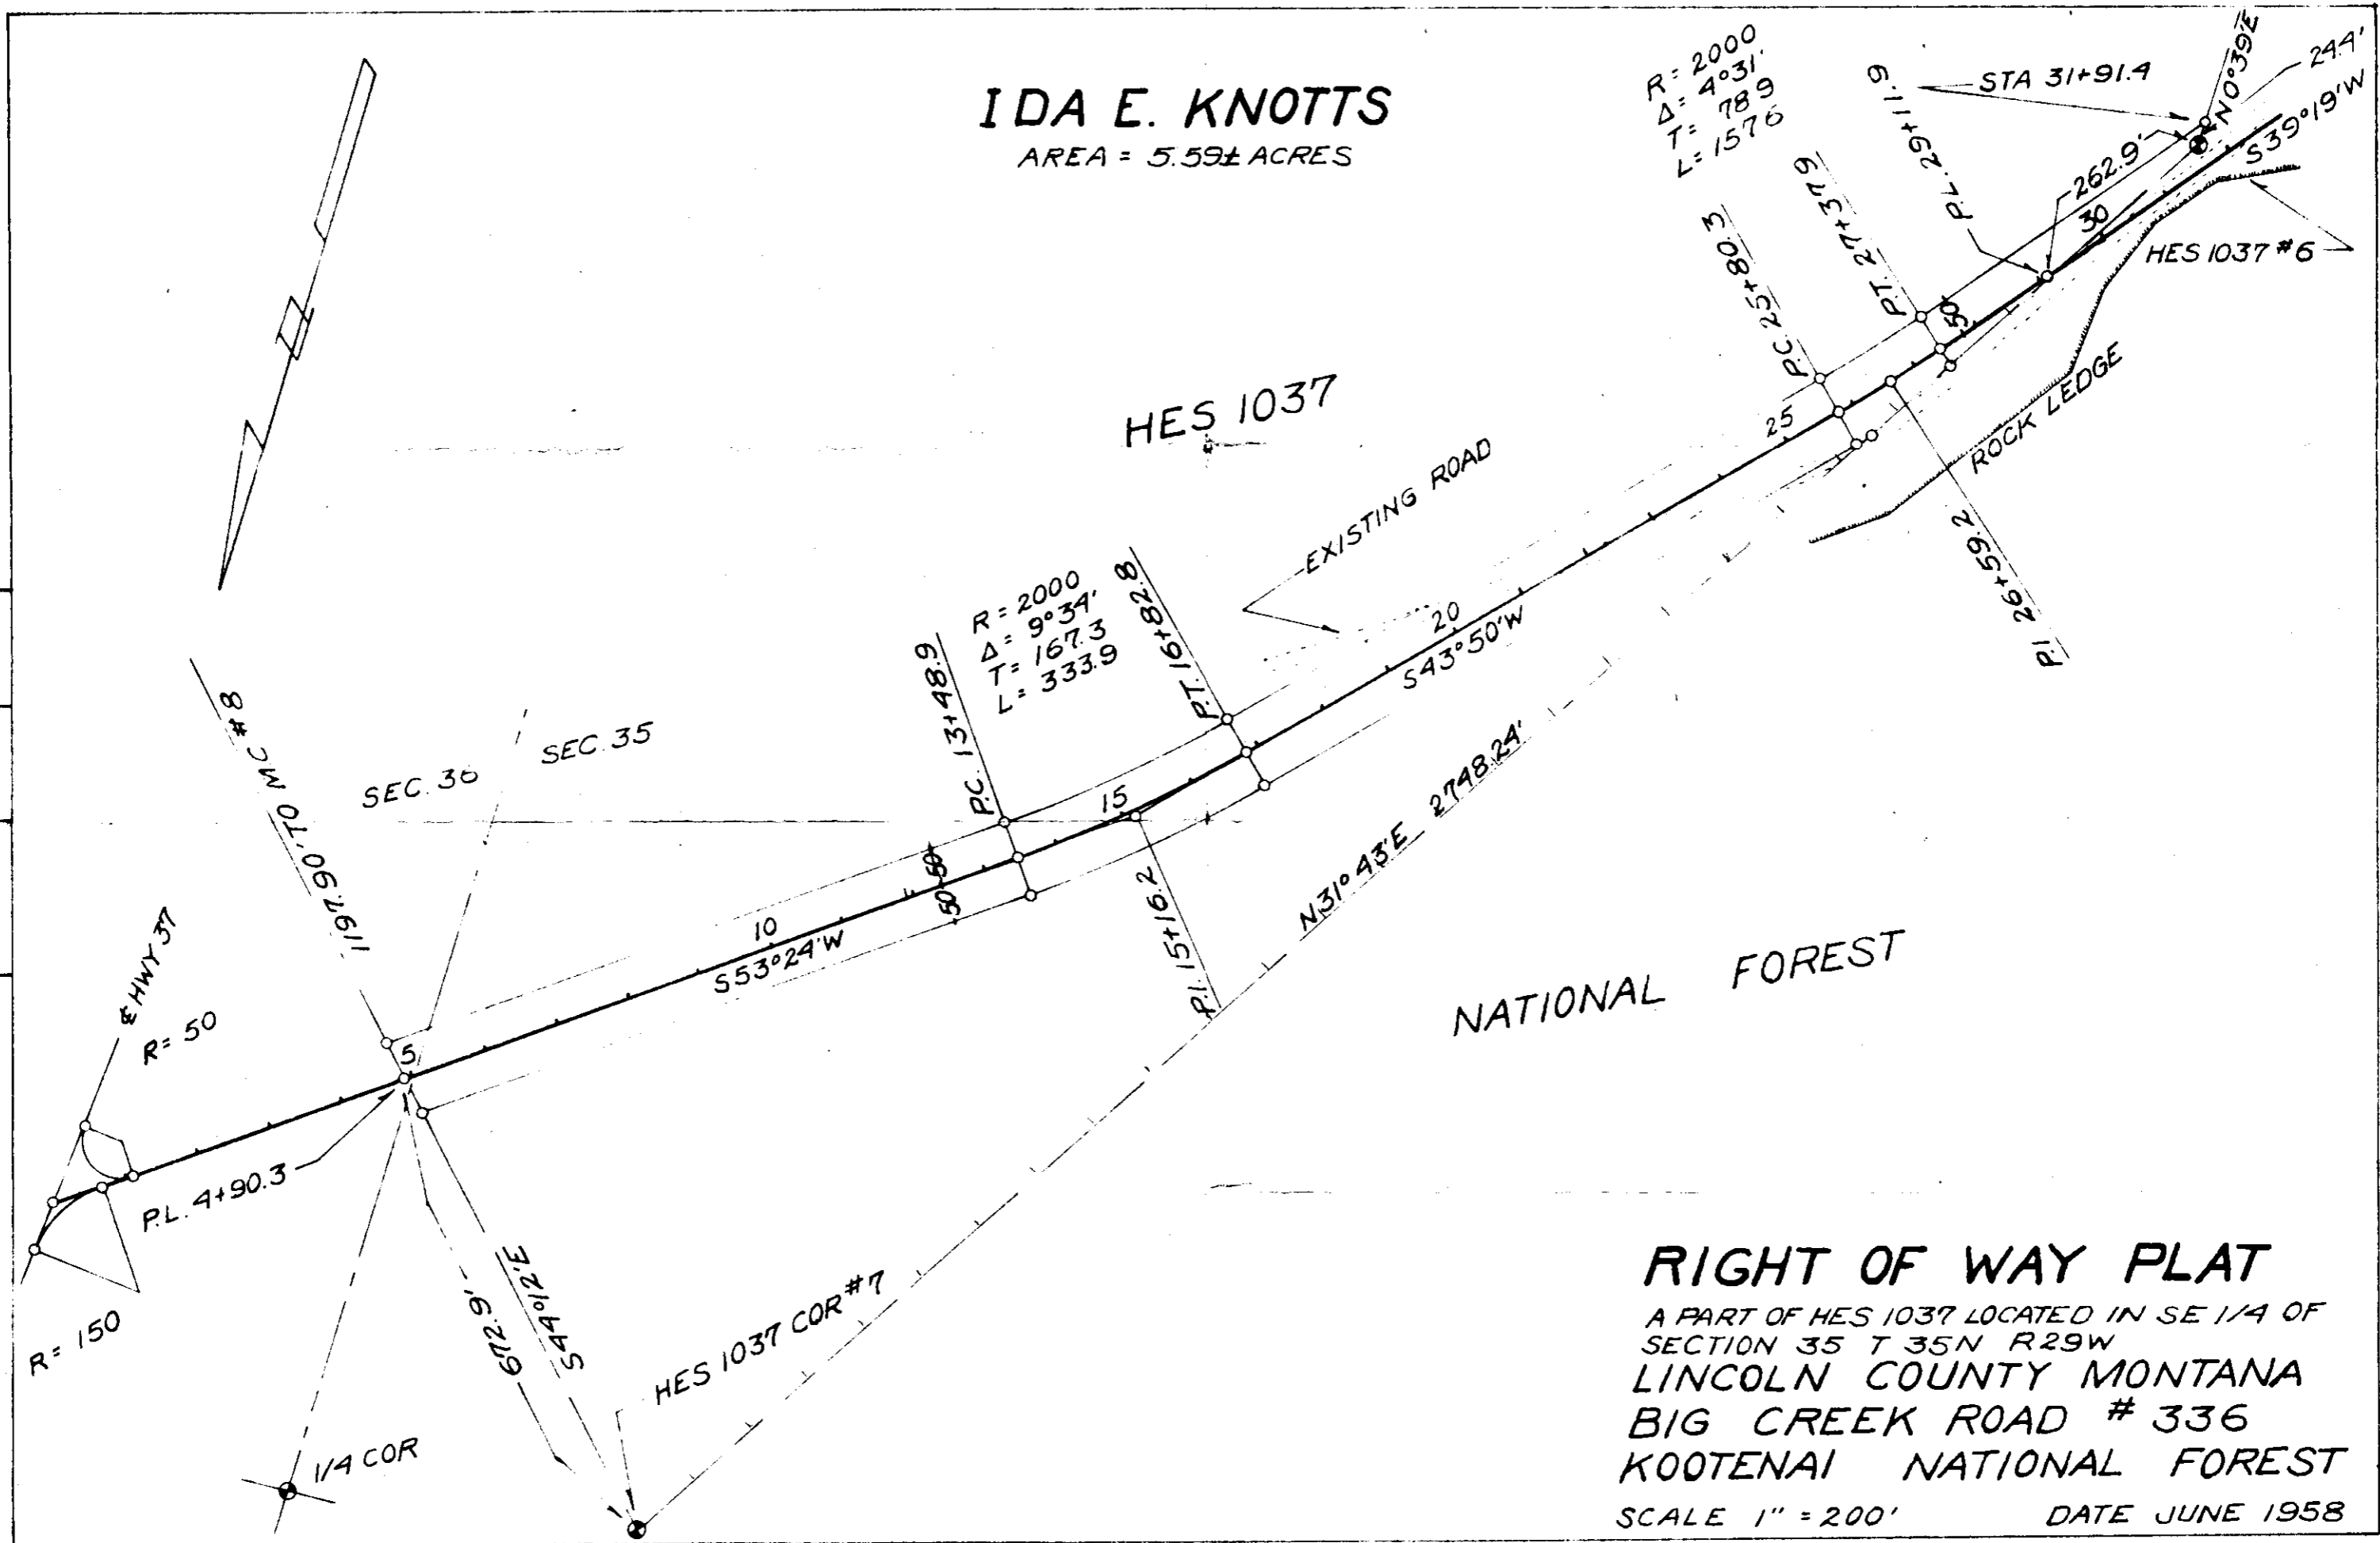 IDA E. KNOTTS
AREA = 5.59± ACRES
R = 2000
Δ = 4°31'
T = 78.9
L = 157.6
P.L. 29+11.9
STA 31+91.4
N0°39'E
24.4'
S39°19'W
262.9'
30
HES 1037 #6
P.C. 25+80.3
P.T. 27+37.9
50
25
ROCK LEDGE
P.I. 26+59.2
HES 1037
EXISTING ROAD
20
S43°50'W
R = 2000
Δ = 9°34'
T = 167.3
L = 333.9
P.C. 13+48.9
P.T. 16+82.8
15
P.I. 15+16.2
N31°43'E 2748.24'
SEC. 36
SEC. 35
1197.90' TO MC #8
50
50
10
S53°24'W
5
℄ HWY 37
R = 50
P.L. 4+90.3
R = 150
1/4 COR
672.9'
S44°12'E
HES 1037 COR #7
NATIONAL FOREST
RIGHT OF WAY PLAT
A PART OF HES 1037 LOCATED IN SE 1/4 OF
SECTION 35 T 35N R29W
LINCOLN COUNTY MONTANA
BIG CREEK ROAD # 336
KOOTENAI NATIONAL FOREST
SCALE 1" = 200' DATE JUNE 1958